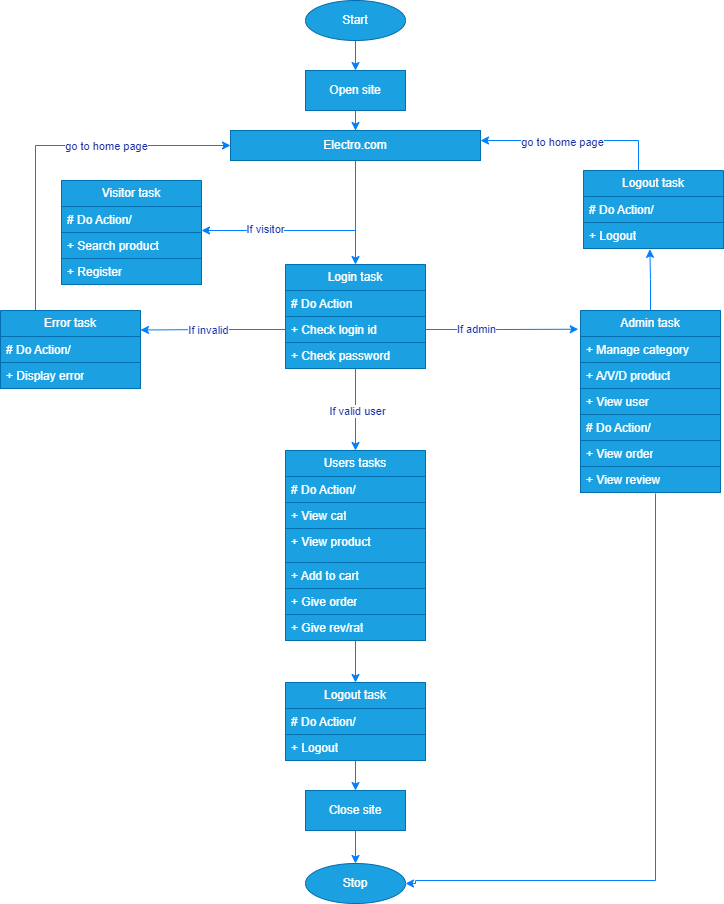 Start
Open site
Electro.com
go to home page
go to home page
Visitor task
# Do Action/
+ Search product
+ Register
If visitor
Logout task
# Do Action/
+ Logout
Login task
# Do Action
+ Check login id
+ Check password
If invalid
If admin
Error task
# Do Action/
+ Display error
Admin task
+ Manage category
+ A/V/D product
+ View user
# Do Action/
+ View order
+ View review
If valid user
Users tasks
# Do Action/
+ View cat
+ View product
+ Add to cart
+ Give order
+ Give rev/rat
Logout task
# Do Action/
+ Logout
Close site
Stop